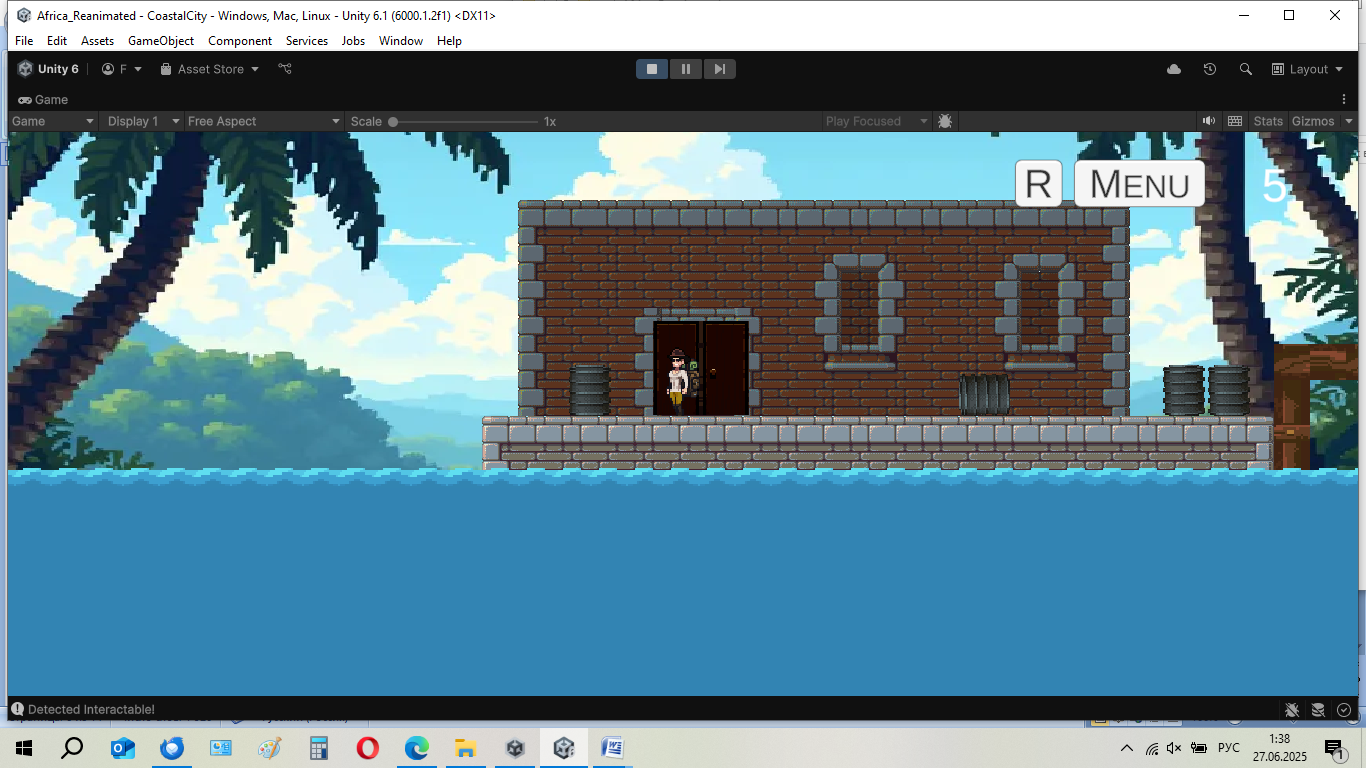 Africa_Reanimated - CoastalCity - Windows, Mac, Linux - Unity 6.1 (6000.1.2f1) <DX11>
File Edit Assets GameObject Component Services Jobs Window Help
Unity 6 F Asset Store Layout
Game
Game Display 1 Free Aspect Scale 1x Play Focused Stats Gizmos
R MENU 5
Detected Interactable!
РУС
1:38
27.06.2025
1